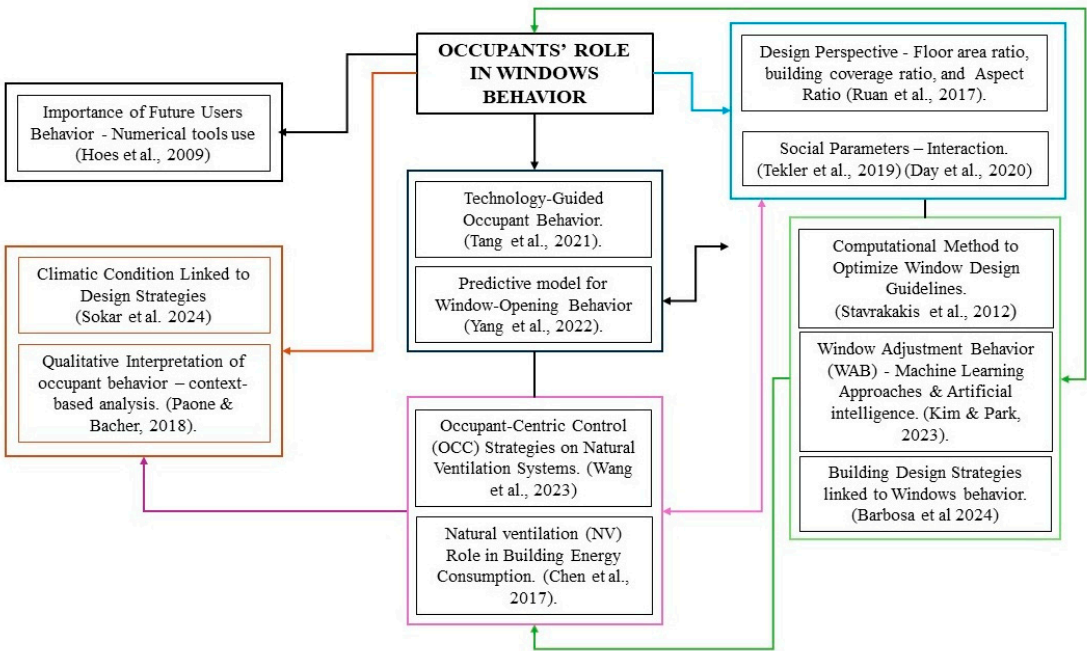 OCCUPANTS’ ROLE
IN WINDOWS
BEHAVIOR
Importance of Future Users
Behavior - Numerical tools use
(Hoes et al., 2009)
Design Perspective - Floor area ratio,
building coverage ratio, and Aspect
Ratio (Ruan et al., 2017).
Social Parameters – Interaction.
(Tekler et al., 2019) (Day et al., 2020)
Technology-Guided
Occupant Behavior.
(Tang et al., 2021).
Predictive model for
Window-Opening Behavior
(Yang et al., 2022).
Climatic Condition Linked to
Design Strategies
(Sokar et al. 2024)
Qualitative Interpretation of
occupant behavior – context-
based analysis. (Paone &
Bacher, 2018).
Computational Method to
Optimize Window Design
Guidelines.
(Stavrakakis et al., 2012)
Window Adjustment Behavior
(WAB) - Machine Learning
Approaches & Artificial
intelligence. (Kim & Park,
2023).
Building Design Strategies
linked to Windows behavior.
(Barbosa et al 2024)
Occupant-Centric Control
(OCC) Strategies on Natural
Ventilation Systems. (Wang
et al., 2023)
Natural ventilation (NV)
Role in Building Energy
Consumption. (Chen et al.,
2017).